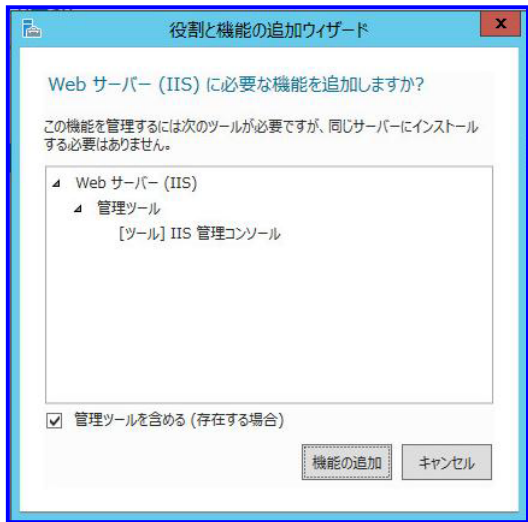 役割と機能の追加ウィザード
x
Web サーバー (IIS) に必要な機能を追加しますか?
この機能を管理するには次のツールが必要ですが、同じサーバーにインストール
する必要はありません。
Web サーバー (IIS)
管理ツール
[ツール] IIS 管理コンソール
管理ツールを含める (存在する場合)
機能の追加 キャンセル